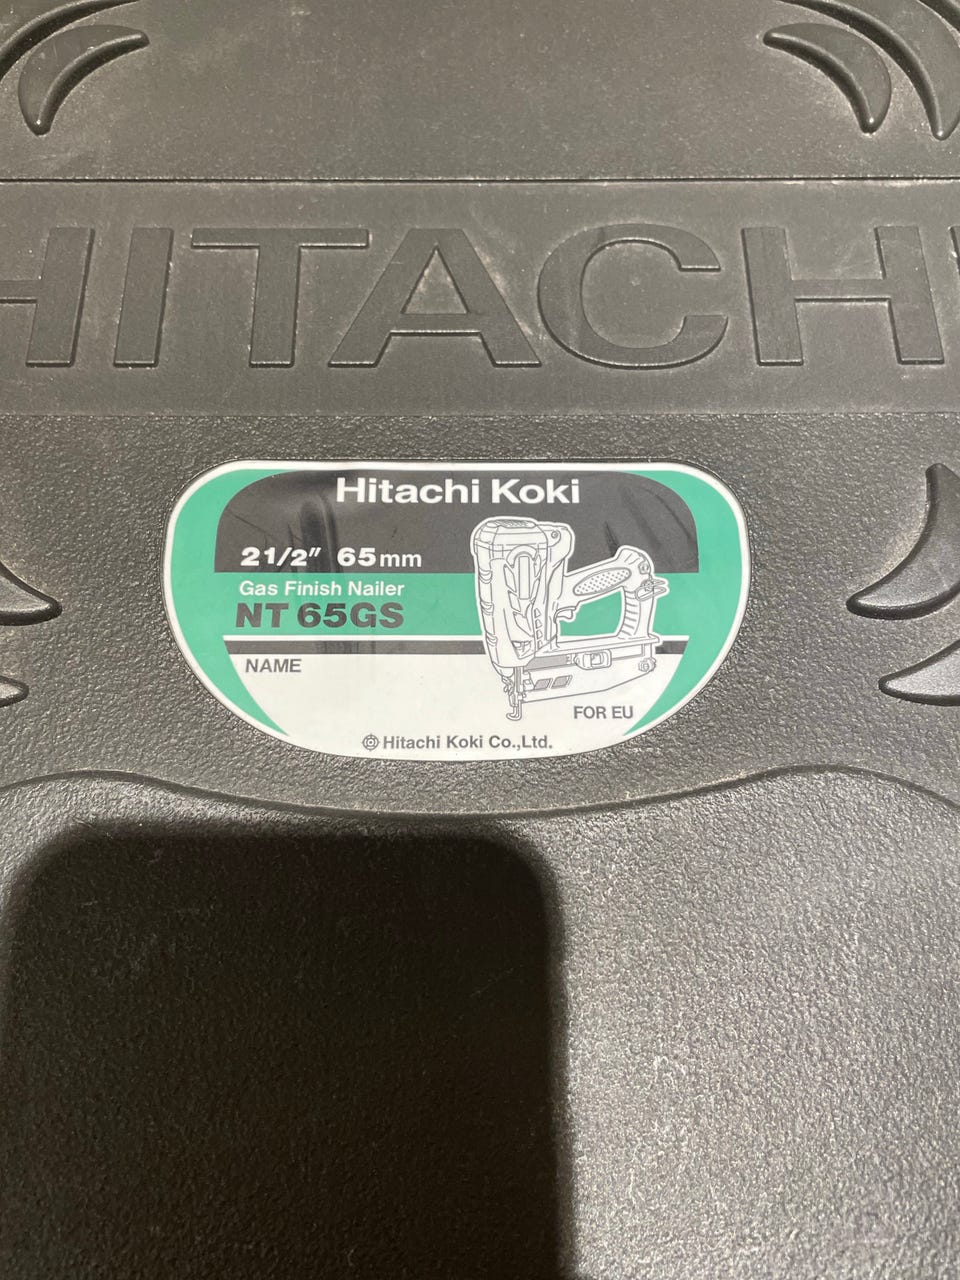 HITACHI
Hitachi Koki
2 1/2" 65mm
Gas Finish Nailer
NT 65GS
NAME
FOR EU
Hitachi Koki Co.,Ltd.